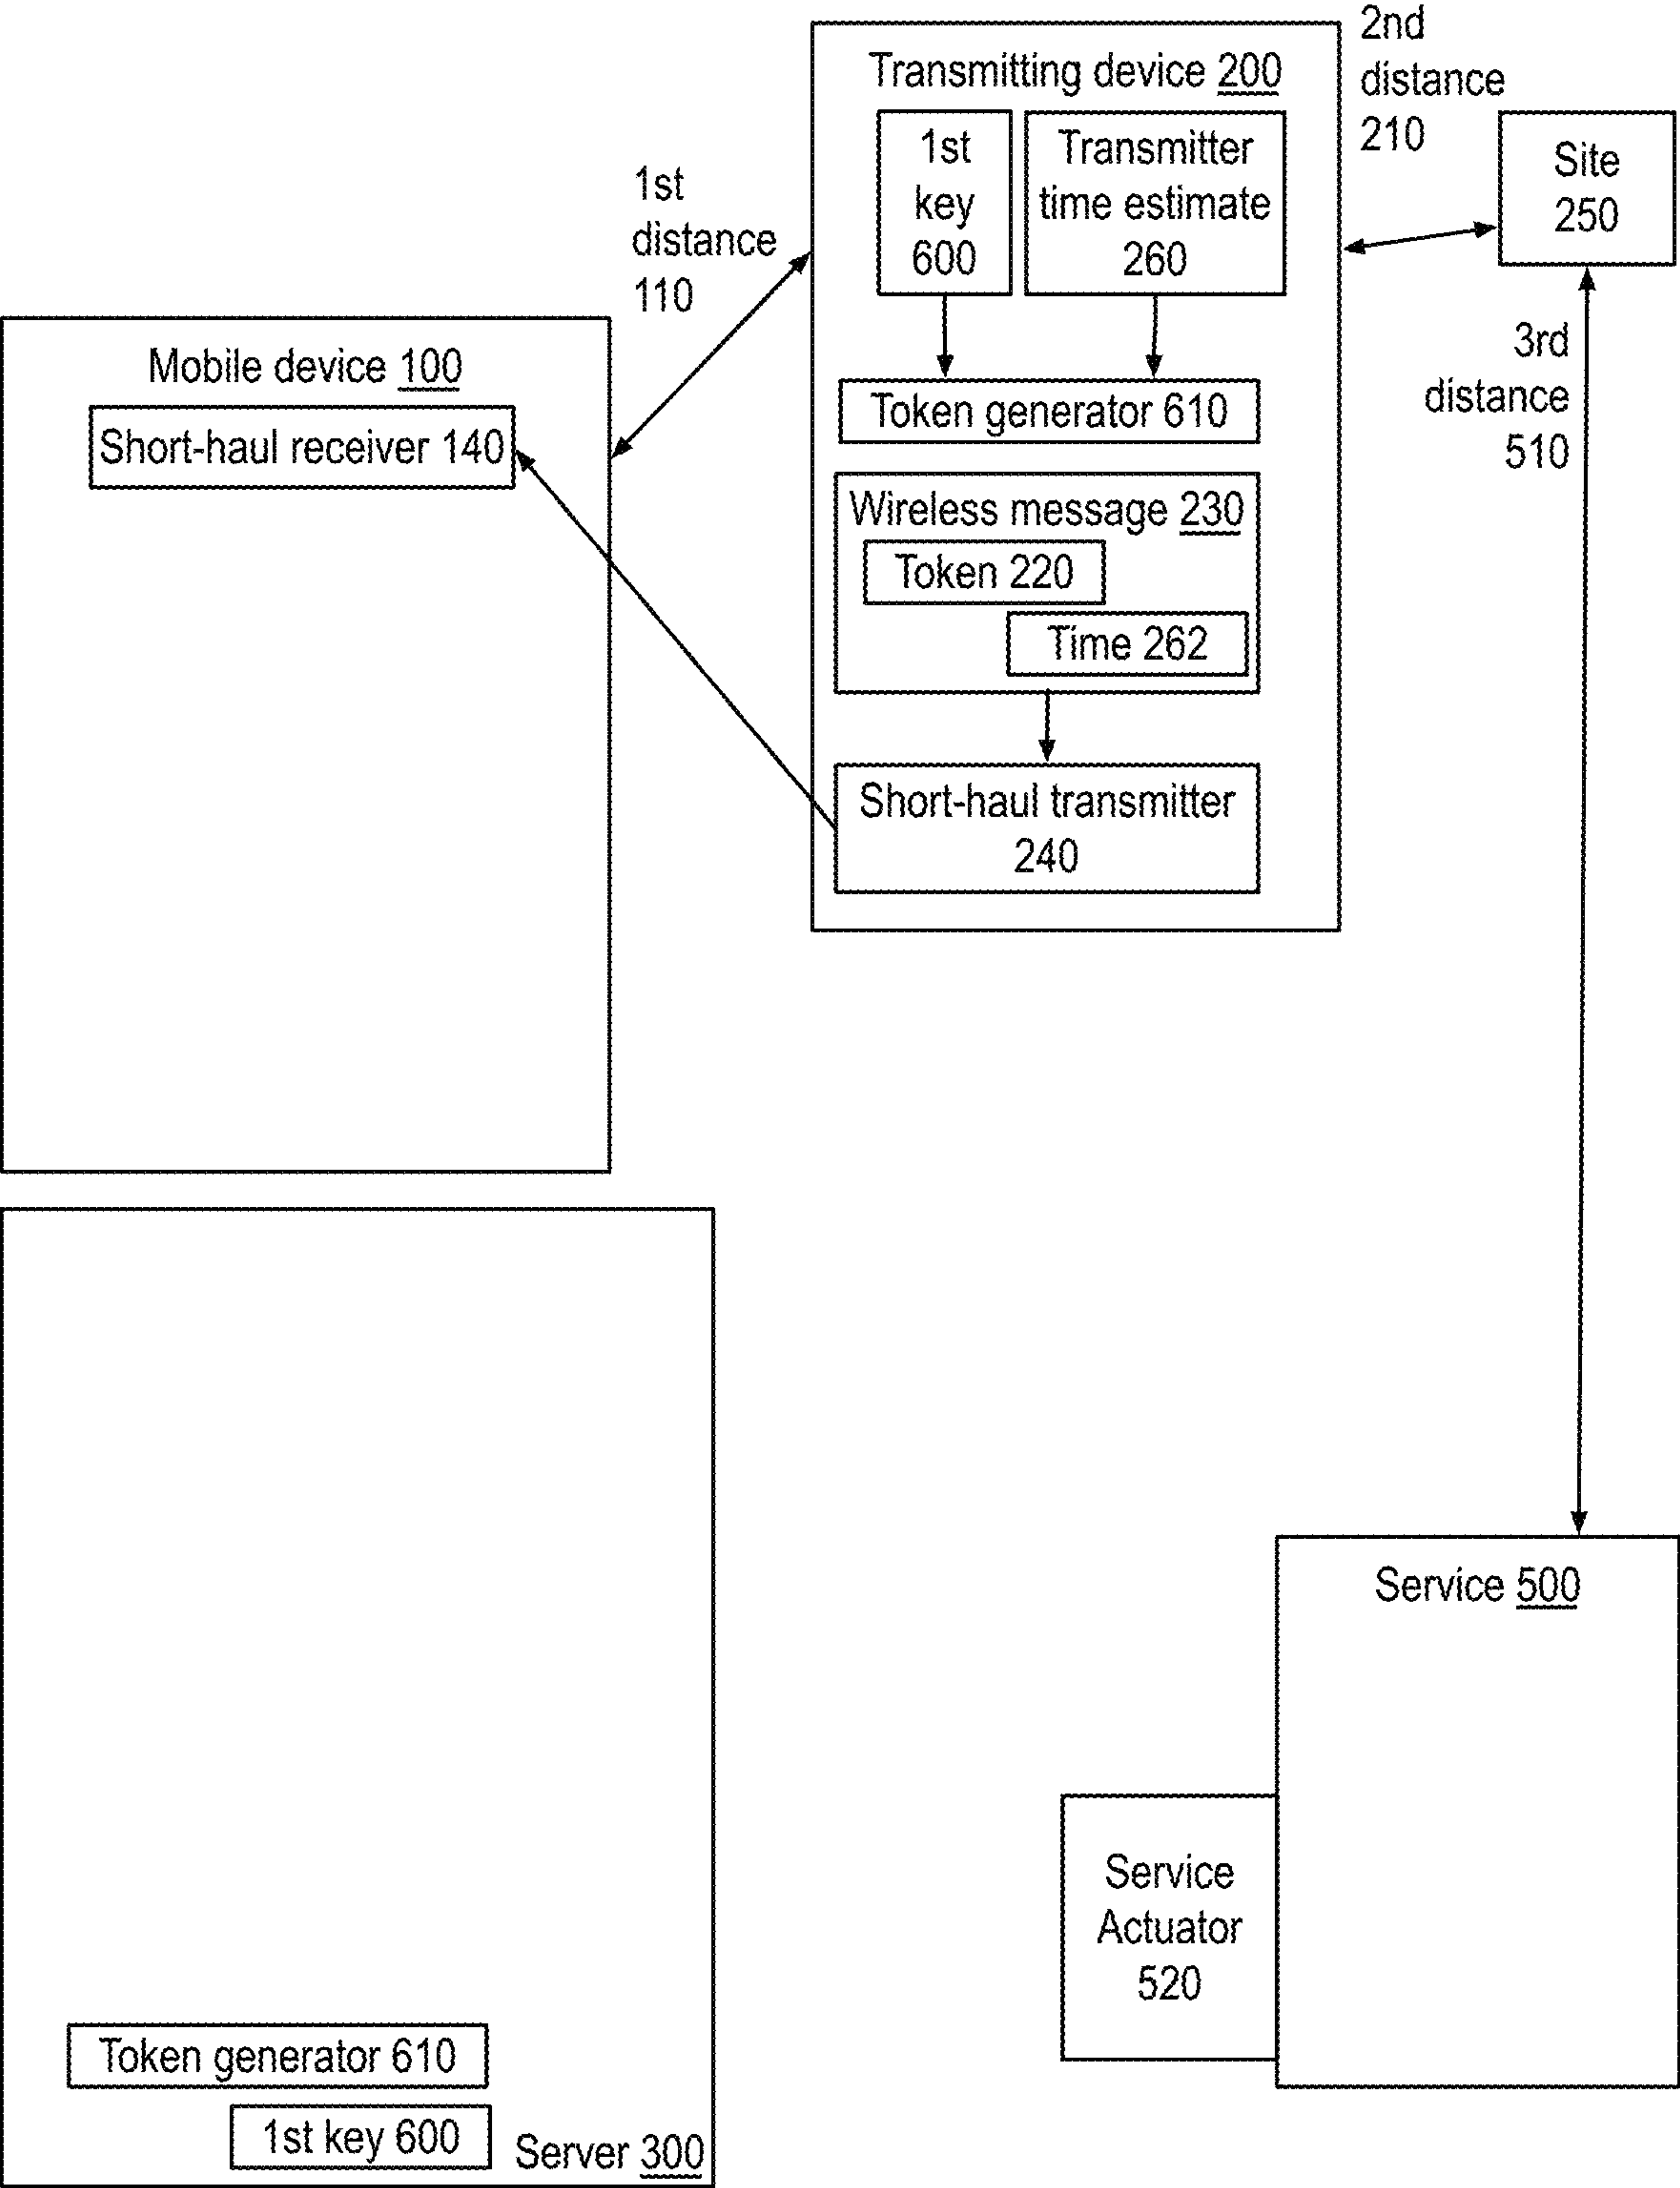 2nd
distance
210
Transmitting device 200
1st
key
600
Transmitter
time estimate
260
Site
250
1st
distance
110
3rd
distance
510
Mobile device 100
Short-haul receiver 140
Token generator 610
Wireless message 230
Token 220
Time 262
Short-haul transmitter
240
Service 500
Service
Actuator
520
Token generator 610
1st key 600
Server 300